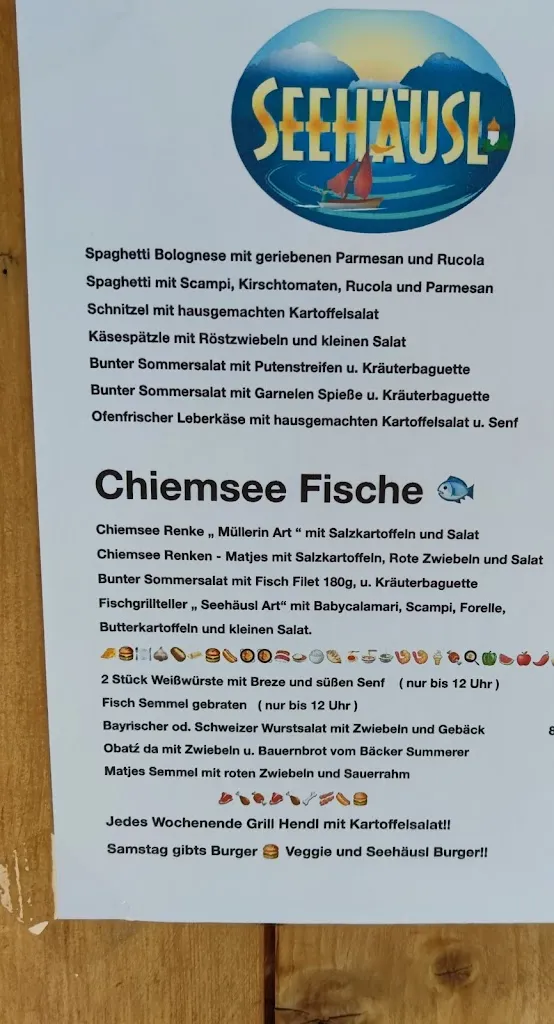 SEEHÄUSL
Spaghetti Bolognese mit geriebenen Parmesan und Rucola
Spaghetti mit Scampi, Kirschtomaten, Rucola und Parmesan
Schnitzel mit hausgemachten Kartoffelsalat
Käsespätzle mit Röstzwiebeln und kleinen Salat
Bunter Sommersalat mit Putenstreifen u. Kräuterbaguette
Bunter Sommersalat mit Garnelen Spieße u. Kräuterbaguette
Ofenfrischer Leberkäse mit hausgemachten Kartoffelsalat u. Senf
Chiemsee Fische
Chiemsee Renke „ Müllerin Art “ mit Salzkartoffeln und Salat
Chiemsee Renken - Matjes mit Salzkartoffeln, Rote Zwiebeln und Salat
Bunter Sommersalat mit Fisch Filet 180g, u. Kräuterbaguette
Fischgrillteller „ Seehäusl Art“ mit Babycalamari, Scampi, Forelle,
Butterkartoffeln und kleinen Salat.
2 Stück Weißwürste mit Breze und süßen Senf ( nur bis 12 Uhr )
Fisch Semmel gebraten ( nur bis 12 Uhr )
Bayrischer od. Schweizer Wurstsalat mit Zwiebeln und Gebäck
Obatź da mit Zwiebeln u. Bauernbrot vom Bäcker Summerer
Matjes Semmel mit roten Zwiebeln und Sauerrahm
Jedes Wochenende Grill Hendl mit Kartoffelsalat!!
Samstag gibts Burger 🍔 Veggie und Seehäusl Burger!!